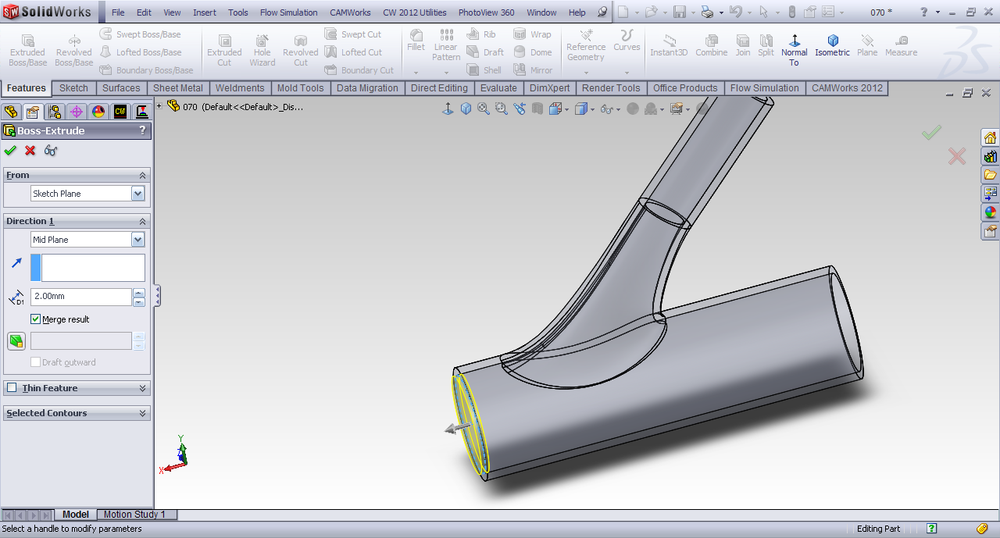 SolidWorks File Edit View Insert Tools Flow Simulation CAMWorks CW 2012 Utilities PhotoView 360 Window Help 070 * ?
Extruded Boss/Base
Revolved Boss/Base
Swept Boss/Base
Lofted Boss/Base
Boundary Boss/Base
Extruded Cut
Hole Wizard
Revolved Cut
Swept Cut
Lofted Cut
Boundary Cut
Fillet
Linear Pattern
Rib
Draft
Shell
Wrap
Dome
Mirror
Reference Geometry
Curves
Instant3D
Combine
Join
Split
Normal To
Isometric
Plane
Measure
Features Sketch Surfaces Sheet Metal Weldments Mold Tools Data Migration Direct Editing Evaluate DimXpert Render Tools Office Products Flow Simulation CAMWorks 2012
CW
070 (Default<<Default>_Dis...
Boss-Extrude ?
From
Sketch Plane
Direction 1
Mid Plane
D1 2.00mm
Merge result
Draft outward
Thin Feature
Selected Contours
Y
X
Model Motion Study 1
Select a handle to modify parameters Editing Part ?